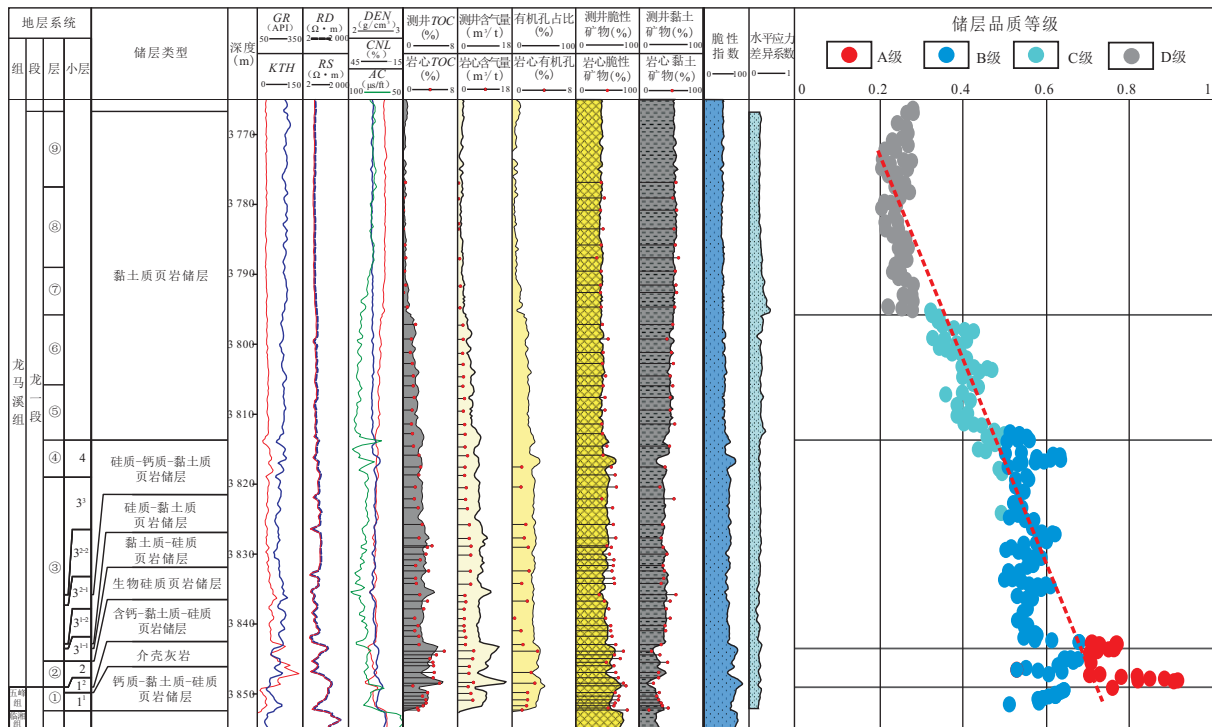 地层系统
组
段
层
小层
储层类型
深度
(m)
GR
(API)
50 350
KTH
0 150
RD
(Ω·m)
2 2 000
RS
(Ω·m)
2 2 000
DEN
(g/cm³)
2 3
CNL
(%)
45 15
AC
(μs/ft)
100 50
测井TOC
(%)
0 8
岩心TOC
(%)
0 8
测井含气量
(m³/t)
0 18
岩心含气量
(m³/t)
0 18
有机孔占比
(%)
0 100
岩心有机孔
(%)
0 8
测井脆性
矿物(%)
0 100
岩心脆性
矿物(%)
0 100
测井黏土
矿物(%)
0 100
岩心黏土
矿物(%)
0 100
脆性
指数
0 100
水平应力
差异系数
0 1
储层品质等级
A级 B级 C级 D级
0 0.2 0.4 0.6 0.8 1
龙马溪组
龙一段
五峰组
临湘组
⑨
⑧
⑦
⑥
⑤
④
③
②
①
4
3³
3²⁻²
3²⁻¹
3¹⁻²
3¹⁻¹
2
1²
1¹
黏土质页岩储层
硅质-钙质-黏土质
页岩储层
硅质-黏土质
页岩储层
黏土质-硅质
页岩储层
生物硅质页岩储层
含钙-黏土质-硅质
页岩储层
介壳灰岩
钙质-黏土质-硅质
页岩储层
3 770
3 780
3 790
3 800
3 810
3 820
3 830
3 840
3 850